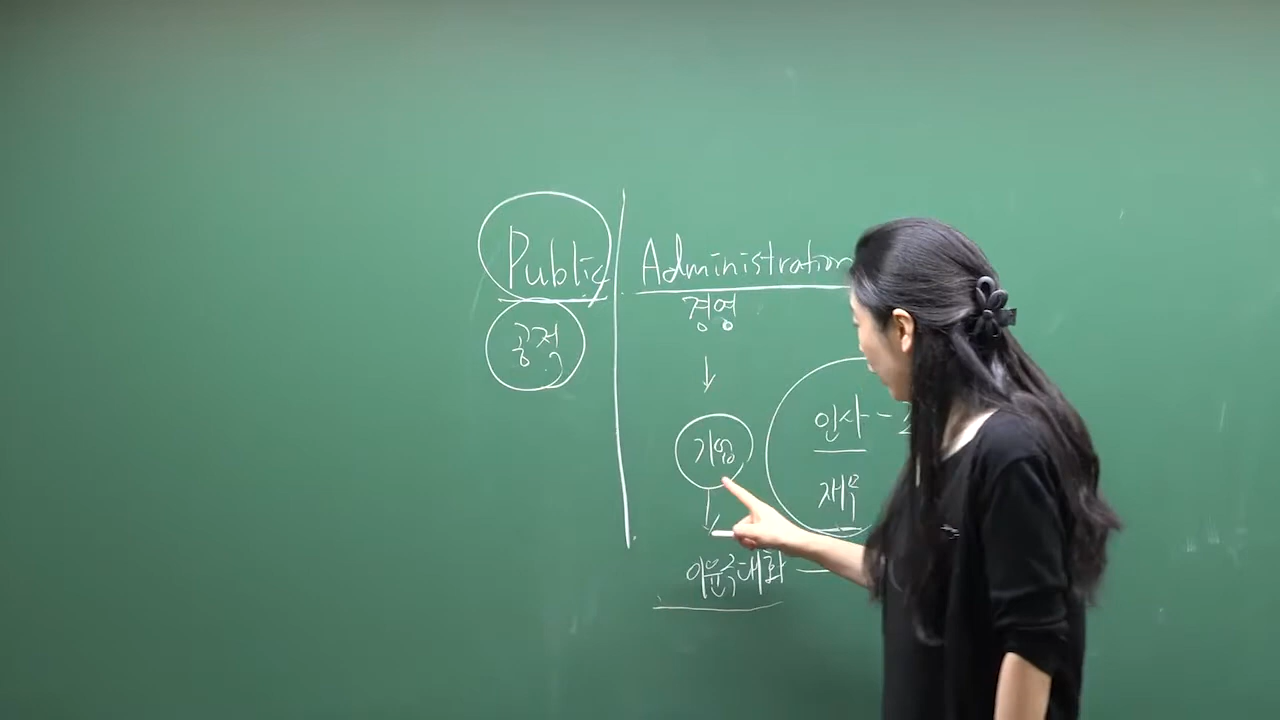 Public Administration
공적
경영
기업
인사 -
재무
이윤극대화 —